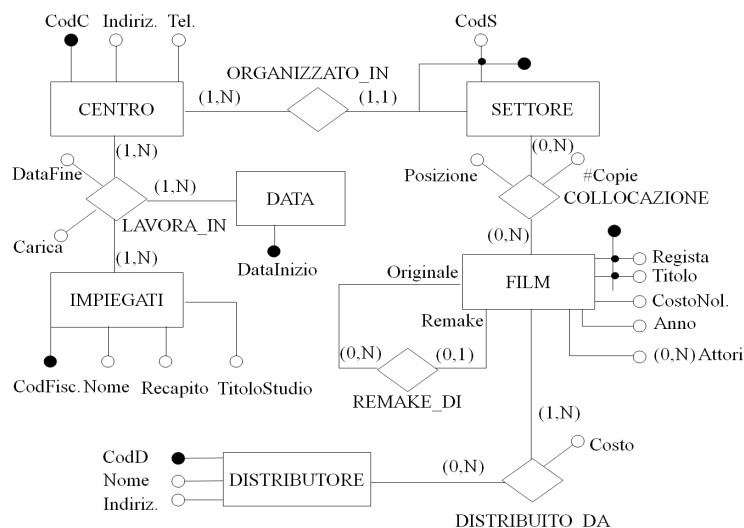 CodC Indiriz. Tel.
CodS
ORGANIZZATO_IN
CENTRO
(1,N)
(1,1)
SETTORE
(1,N)
(0,N)
DataFine
(1,N)
DATA
Posizione
#Copie
COLLOCAZIONE
LAVORA_IN
Carica
(1,N)
DataInizio
(0,N)
Regista
Originale
FILM
Titolo
IMPIEGATI
CostoNol.
Remake
Anno
(0,N)
(0,1)
(0,N) Attori
CodFisc. Nome Recapito TitoloStudio
REMAKE_DI
(1,N)
CodD
Costo
Nome
DISTRIBUTORE
(0,N)
Indiriz.
DISTRIBUITO_DA